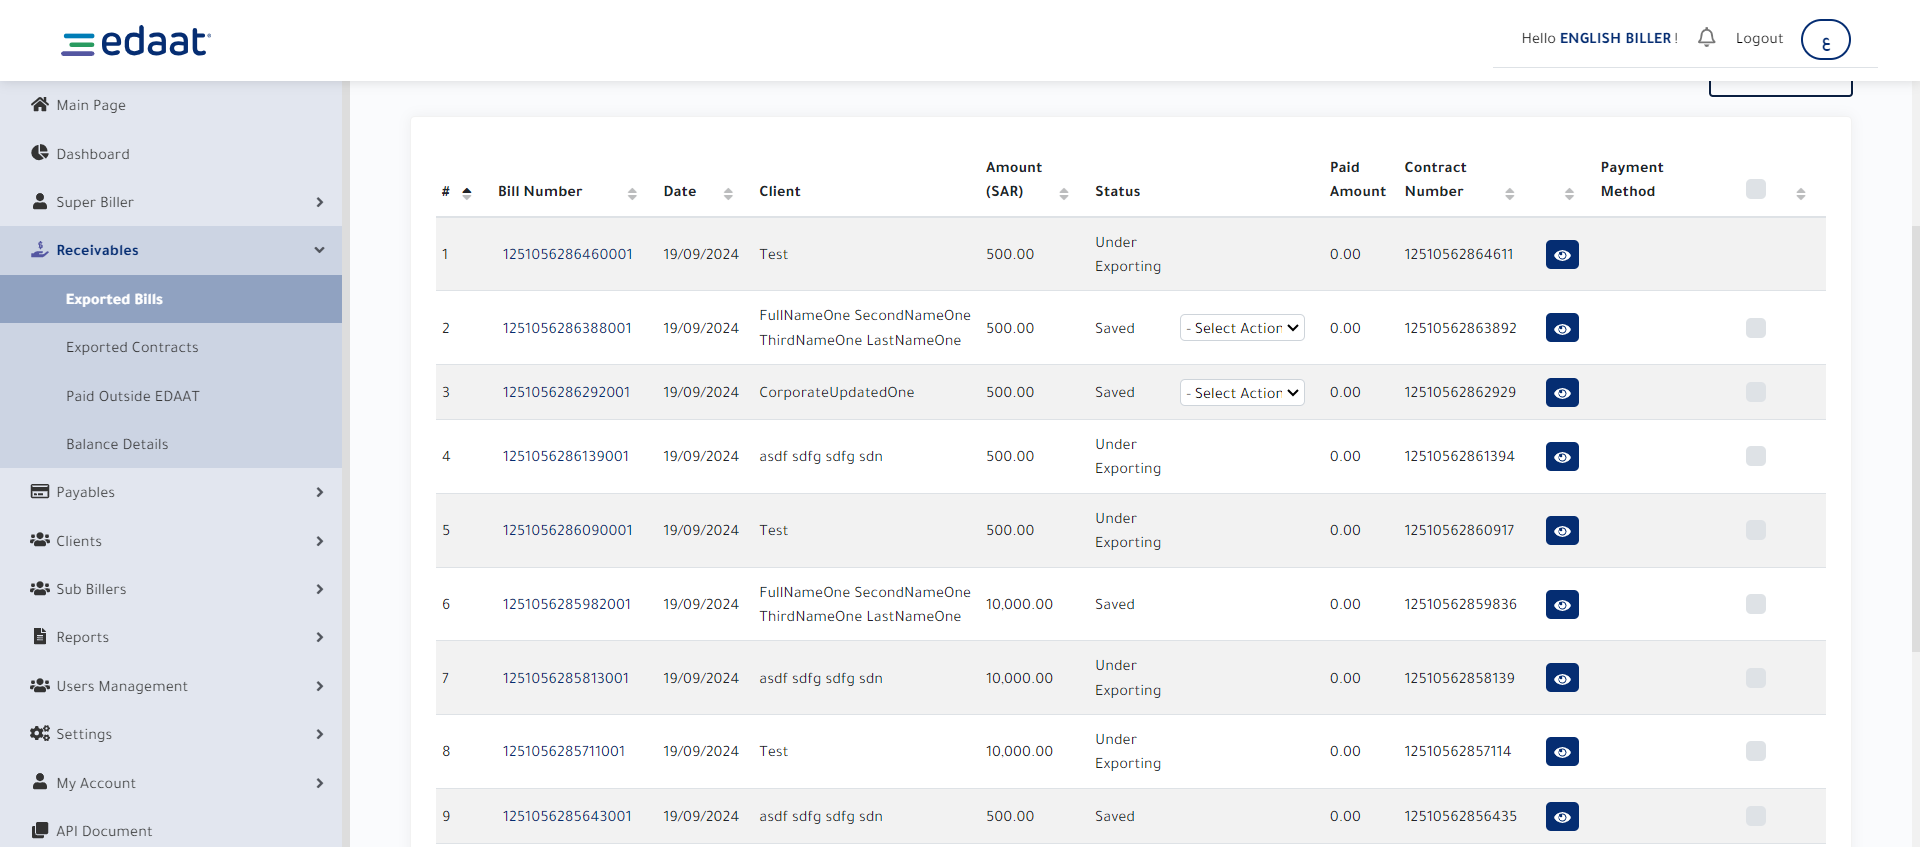 edaat
Hello ENGLISH BILLER !
Logout
ع
Main Page
Dashboard
Super Biller
Receivables
Exported Bills
Exported Contracts
Paid Outside EDAAT
Balance Details
Payables
Clients
Sub Billers
Reports
Users Management
Settings
My Account
API Document
# Bill Number Date Client Amount (SAR) Status Paid Amount Contract Number Payment Method
1 1251056286460001 19/09/2024 Test 500.00 Under Exporting 0.00 12510562864611
2 1251056286388001 19/09/2024 FullNameOne SecondNameOne ThirdNameOne LastNameOne 500.00 Saved - Select Action 0.00 12510562863892
3 1251056286292001 19/09/2024 CorporateUpdatedOne 500.00 Saved - Select Action 0.00 12510562862929
4 1251056286139001 19/09/2024 asdf sdfg sdfg sdn 500.00 Under Exporting 0.00 12510562861394
5 1251056286090001 19/09/2024 Test 500.00 Under Exporting 0.00 12510562860917
6 1251056285982001 19/09/2024 FullNameOne SecondNameOne ThirdNameOne LastNameOne 10,000.00 Saved 0.00 12510562859836
7 1251056285813001 19/09/2024 asdf sdfg sdfg sdn 10,000.00 Under Exporting 0.00 12510562858139
8 1251056285711001 19/09/2024 Test 10,000.00 Under Exporting 0.00 12510562857114
9 1251056285643001 19/09/2024 asdf sdfg sdfg sdn 500.00 Saved 0.00 12510562856435